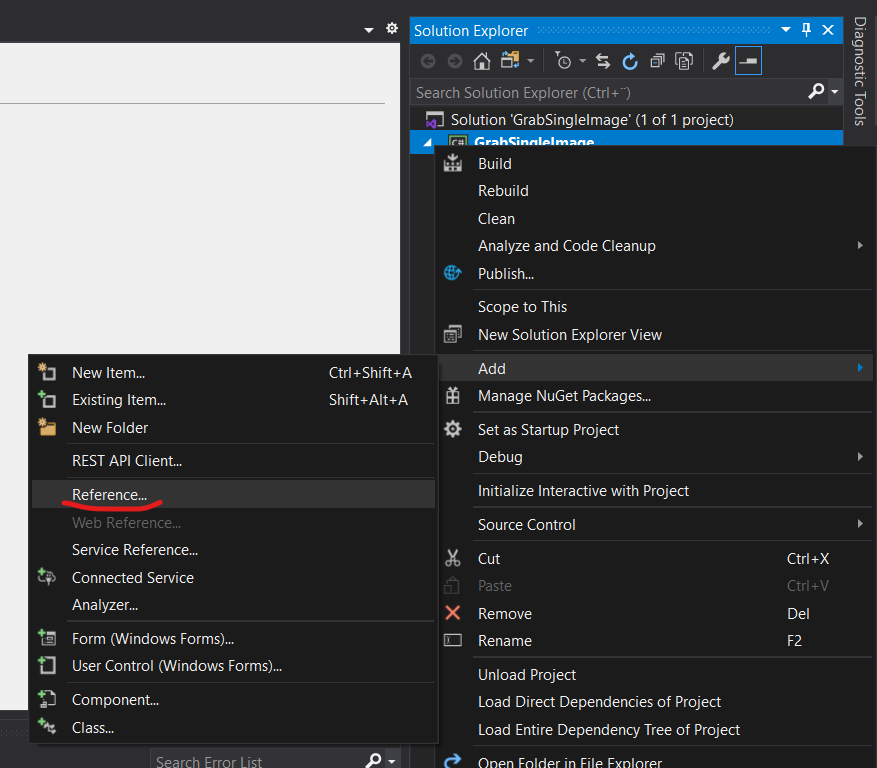 Solution Explorer
Search Solution Explorer (Ctrl+¨)
Solution 'GrabSingleImage' (1 of 1 project)
C# GrabSingleImage
Diagnostic Tools
Build
Rebuild
Clean
Analyze and Code Cleanup
Publish...
Scope to This
New Solution Explorer View
Add
Manage NuGet Packages...
Set as Startup Project
Debug
Initialize Interactive with Project
Source Control
Cut Ctrl+X
Paste Ctrl+V
Remove Del
Rename F2
Unload Project
Load Direct Dependencies of Project
Load Entire Dependency Tree of Project
Open Folder in File Explorer
New Item... Ctrl+Shift+A
Existing Item... Shift+Alt+A
New Folder
REST API Client...
Reference...
Web Reference...
Service Reference...
Connected Service
Analyzer...
Form (Windows Forms)...
User Control (Windows Forms)...
Component...
Class...
Search Error List